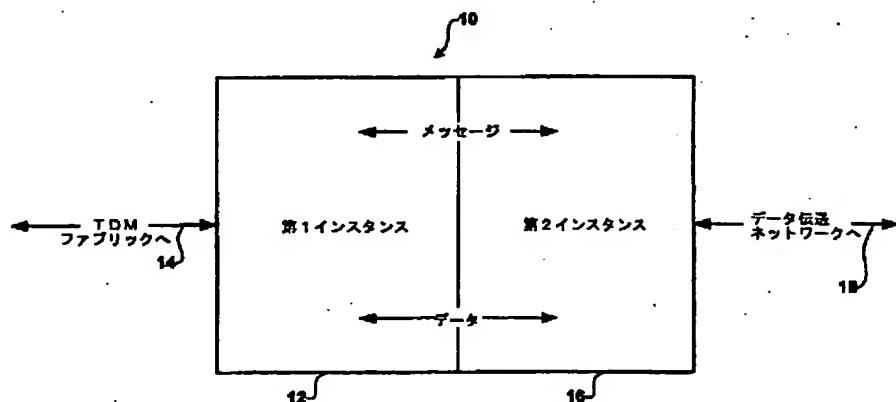 10
メッセージ
TDM
ファブリックへ
14
第1インスタンス
第2インスタンス
データ伝送
ネットワークへ
18
データ
12
16